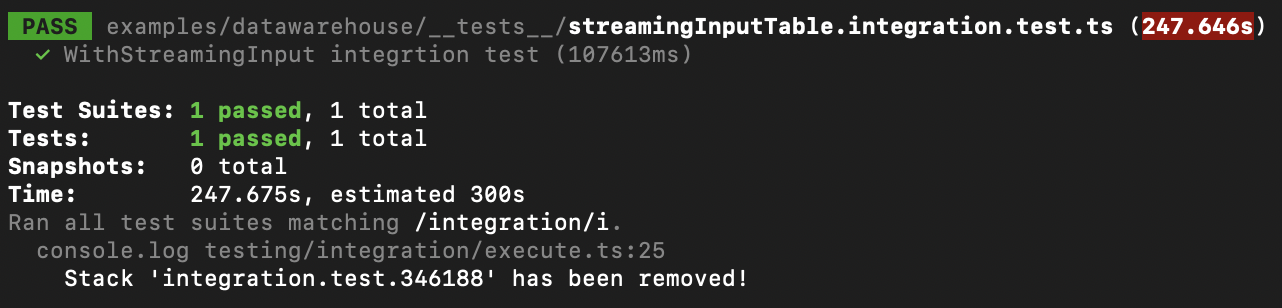 PASS examples/datawarehouse/__tests__/streamingInputTable.integration.test.ts (247.646s)
✓ WithStreamingInput integrtion test (107613ms)
Test Suites: 1 passed, 1 total
Tests: 1 passed, 1 total
Snapshots: 0 total
Time: 247.675s, estimated 300s
Ran all test suites matching /integration/i.
console.log testing/integration/execute.ts:25
Stack 'integration.test.346188' has been removed!